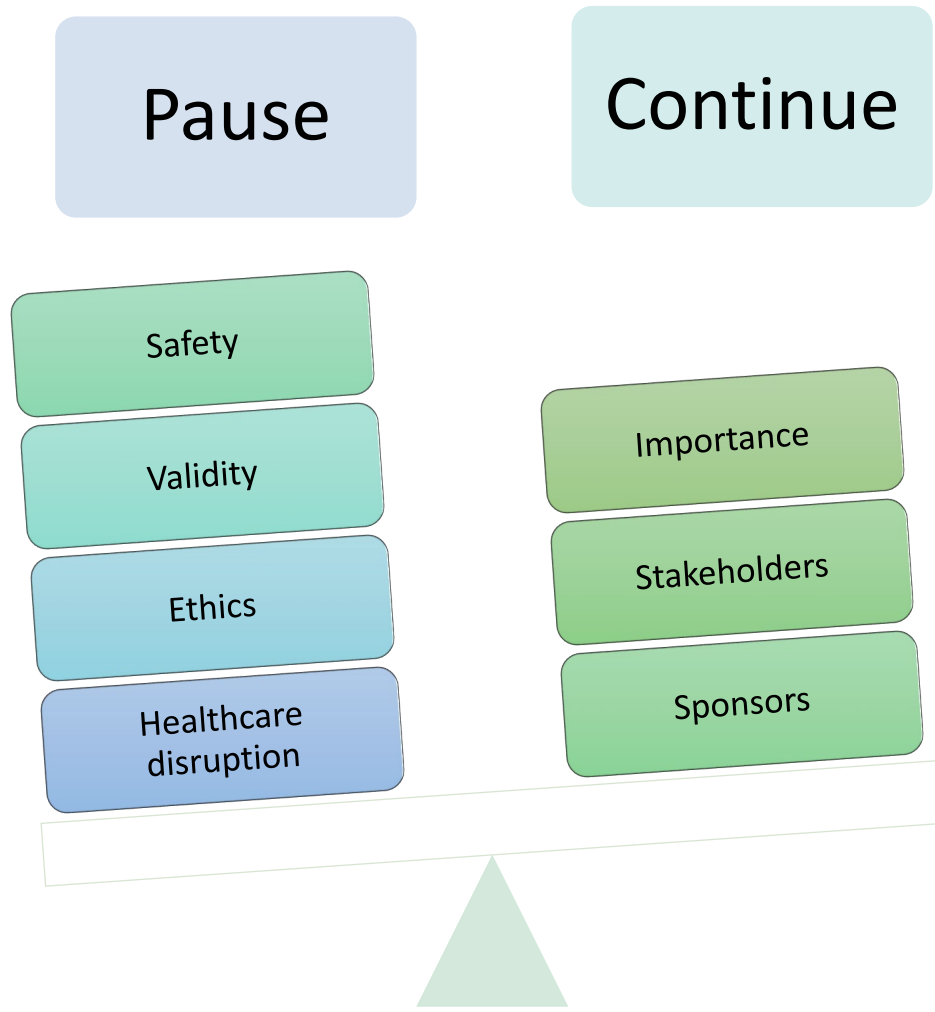 Pause
Continue
Safety
Validity
Ethics
Healthcare
disruption
Importance
Stakeholders
Sponsors